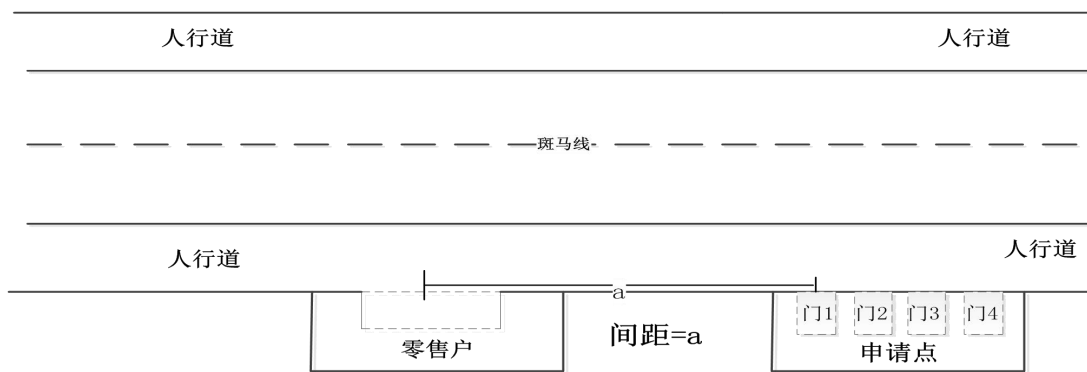 人行道 人行道
斑马线
人行道 人行道
a
门1 门2 门3 门4
间距=a
零售户 申请点